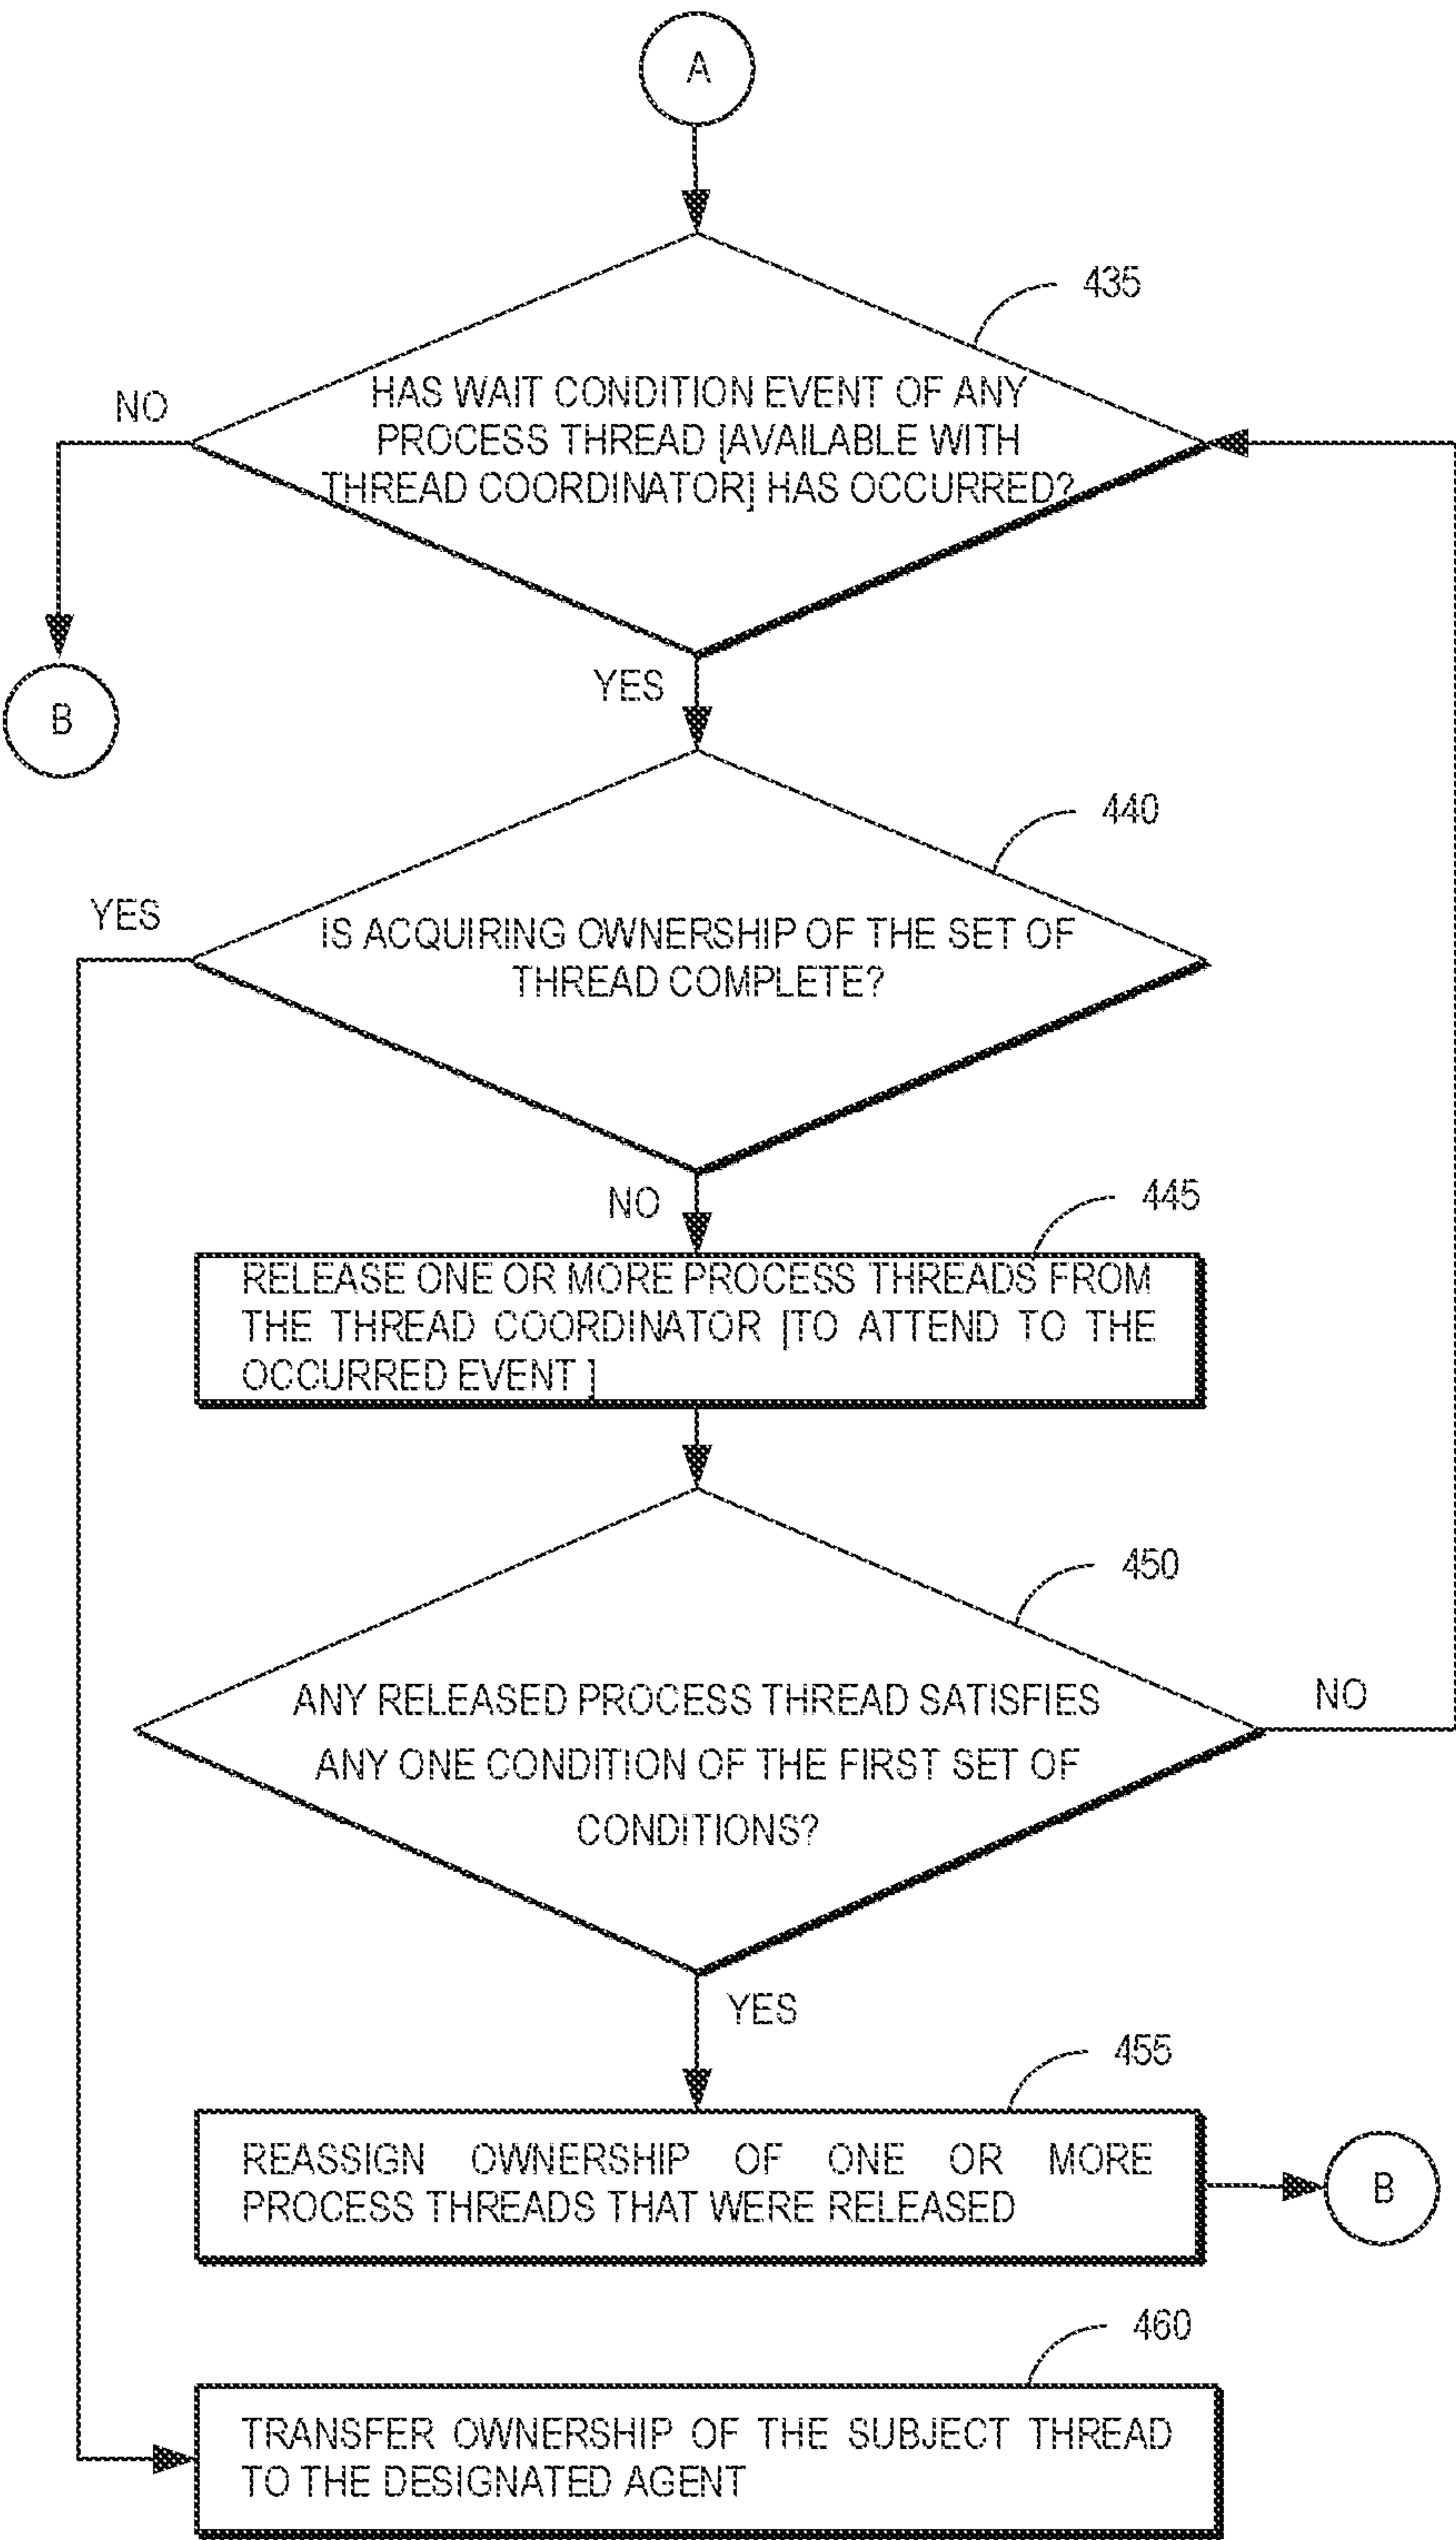 A
435
NO
HAS WAIT CONDITION EVENT OF ANY
PROCESS THREAD [AVAILABLE WITH
THREAD COORDINATOR] HAS OCCURRED?
B
YES
440
YES
IS ACQUIRING OWNERSHIP OF THE SET OF
THREAD COMPLETE?
NO
445
RELEASE ONE OR MORE PROCESS THREADS FROM
THE THREAD COORDINATOR [TO ATTEND TO THE
OCCURRED EVENT ]
450
ANY RELEASED PROCESS THREAD SATISFIES
ANY ONE CONDITION OF THE FIRST SET OF
CONDITIONS?
NO
YES
455
REASSIGN OWNERSHIP OF ONE OR MORE
PROCESS THREADS THAT WERE RELEASED
B
460
TRANSFER OWNERSHIP OF THE SUBJECT THREAD
TO THE DESIGNATED AGENT